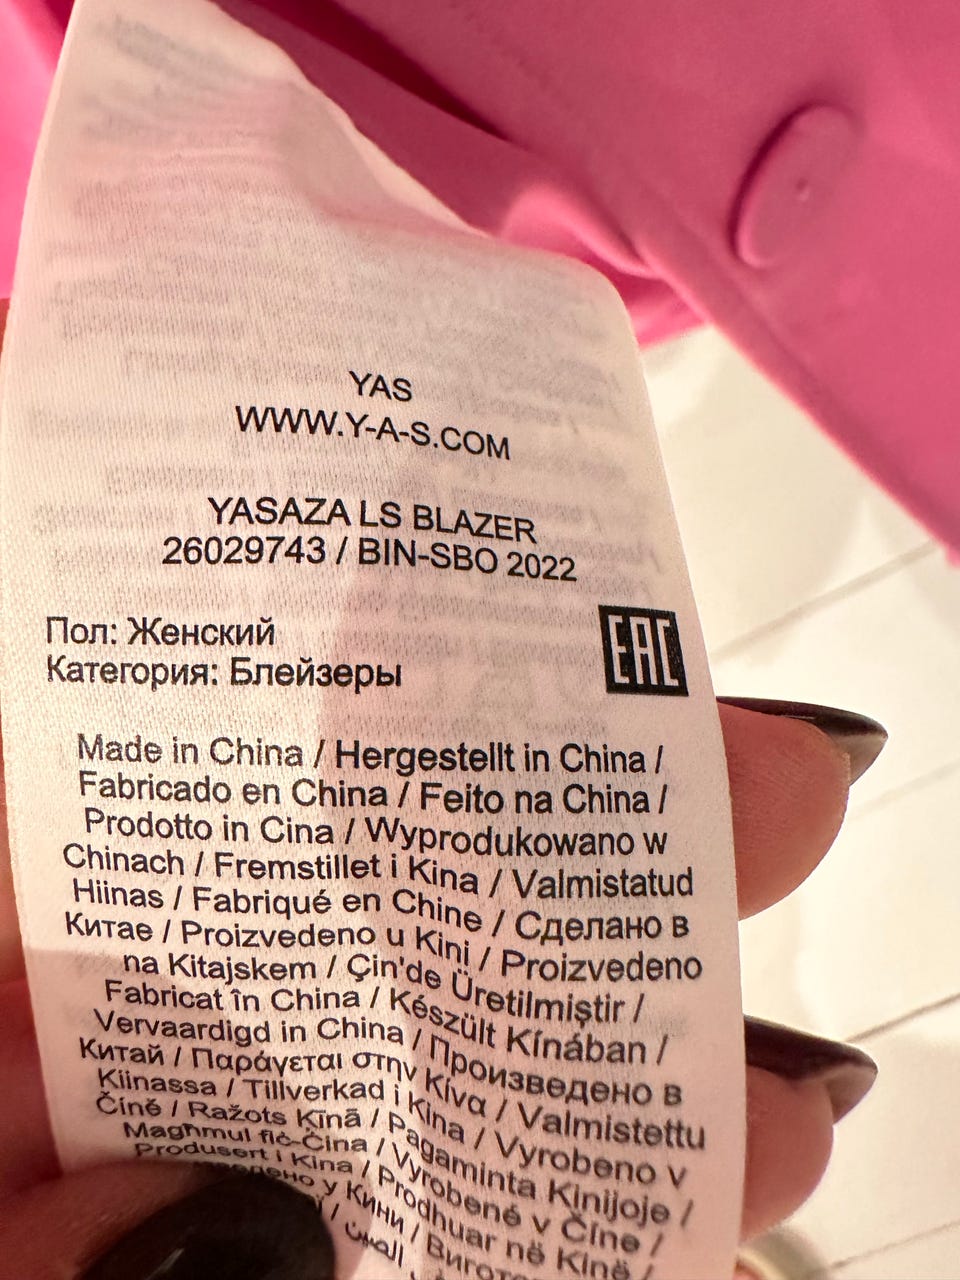 YAS
WWW.Y-A-S.COM
YASAZA LS BLAZER
26029743 / BIN-SBO 2022
Пол: Женский
Категория: Блейзеры
EAC
Made in China / Hergestellt in China /
Fabricado en China / Feito na China /
Prodotto in Cina / Wyprodukowano w
Chinach / Fremstillet i Kina / Valmistatud
Hiinas / Fabriqué en Chine / Сделано в
Китае / Proizvedeno u Kini / Proizvedeno
na Kitajskem / Çin'de Üretilmiştir /
Fabricat în China / Készült Kínában /
Vervaardigd in China / Произведено в
Китай / Παράγεται στην Κίνα / Valmistettu
Kiinassa / Tillverkad i Kina / Vyrobeno v
Číně / Ražots Ķīnā / Pagaminta Kinijoje /
Magħmul fiċ-Ċina / Vyrobené v Číne /
Produsert i Kina / Prodhuar në Kinë /
у Кини /